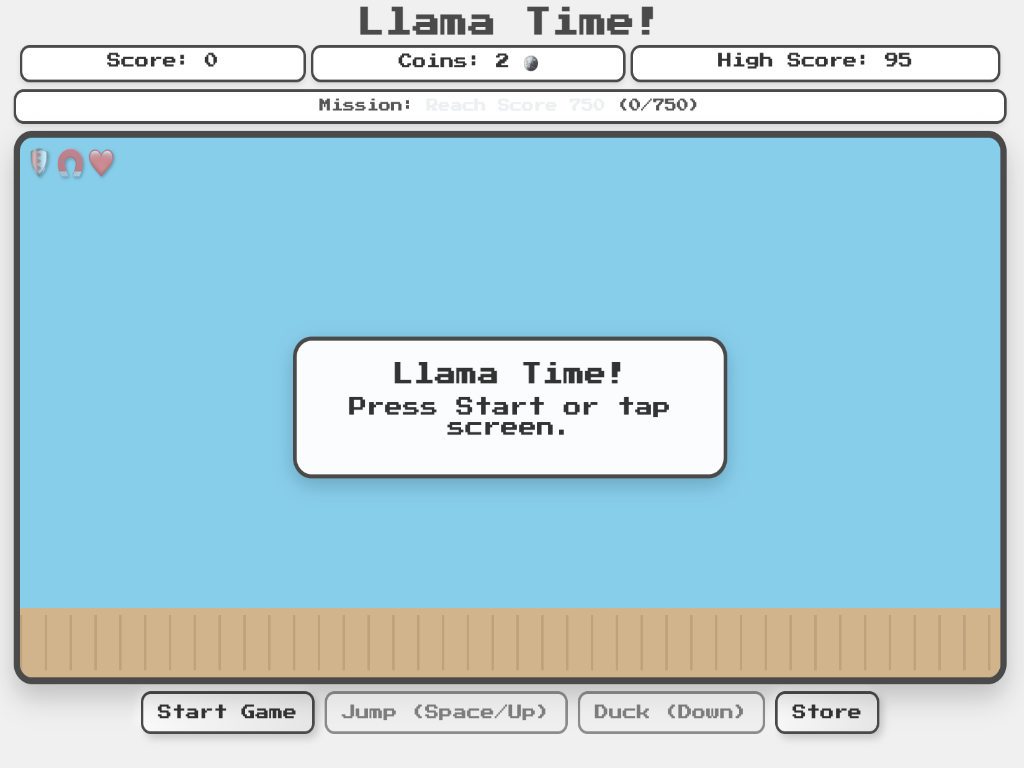 Llama Time!
Score: 0
Coins: 2
High Score: 95
Mission: Reach Score 750 (0/750)
Llama Time!
Press Start or tap
screen.
Start Game
Jump (Space/Up)
Duck (Down)
Store